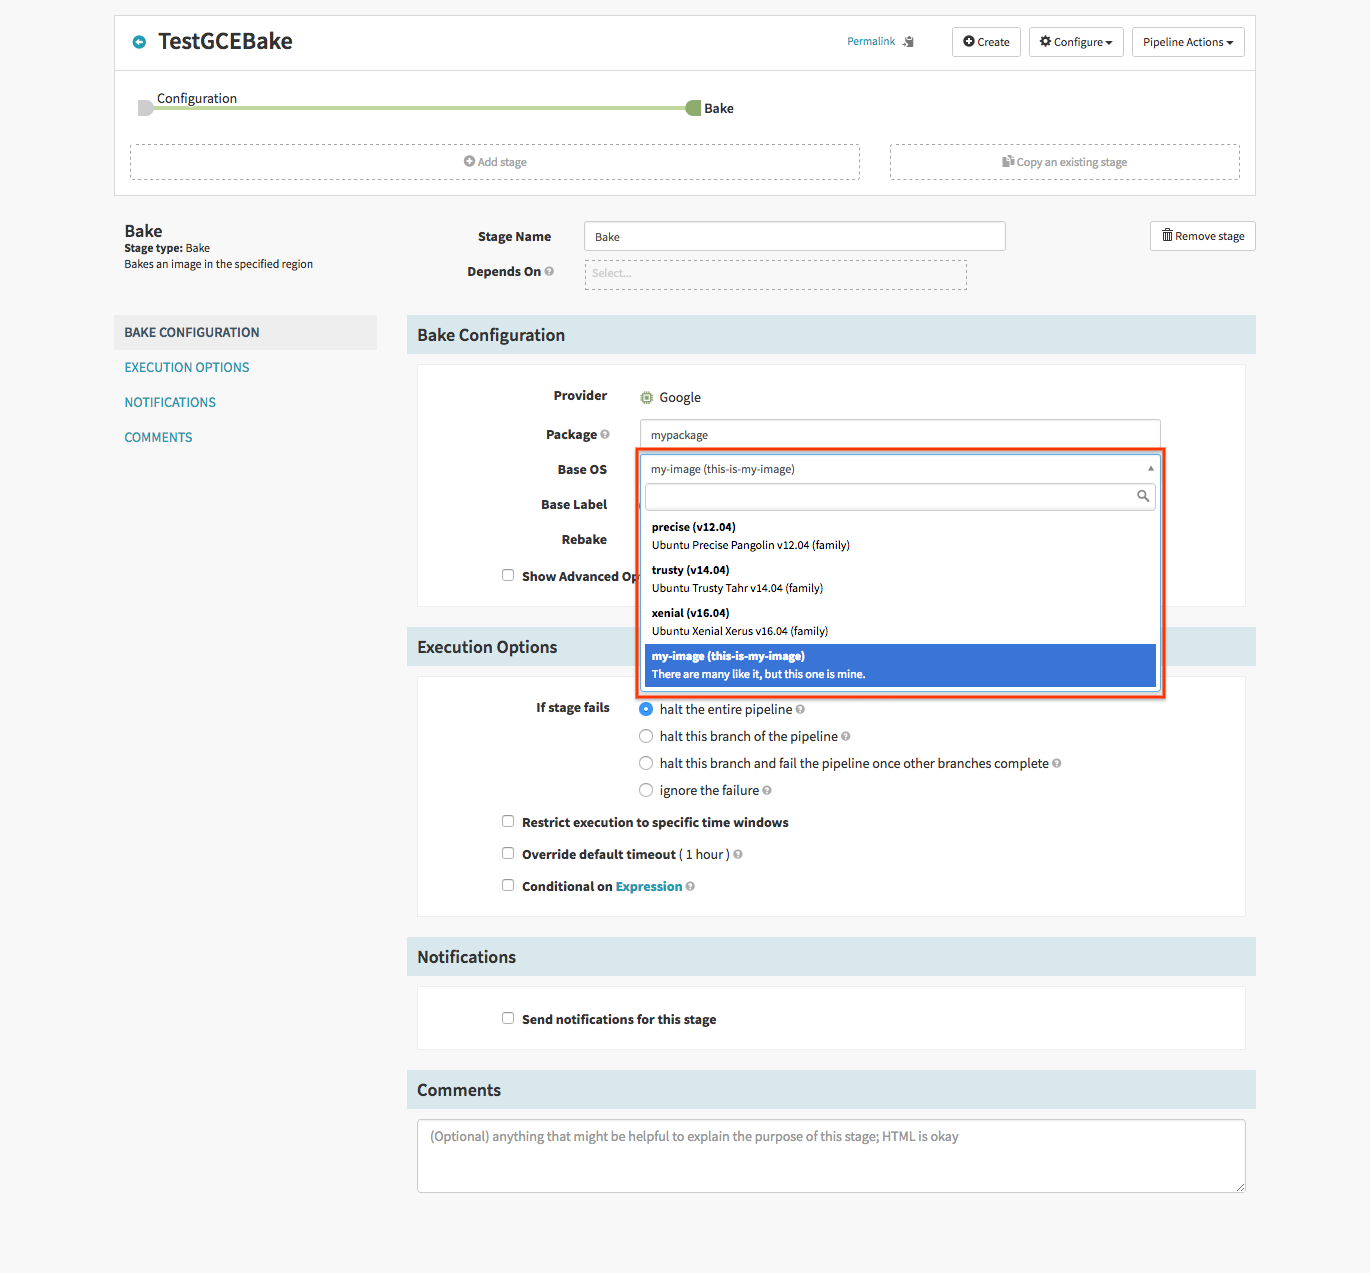 TestGCEBake
Permalink
Create
Configure
Pipeline Actions
Configuration
Bake
Add stage
Copy an existing stage
Bake
Stage type: Bake
Bakes an image in the specified region
Stage Name
Bake
Remove stage
Depends On
Select...
BAKE CONFIGURATION
EXECUTION OPTIONS
NOTIFICATIONS
COMMENTS
Bake Configuration
Provider
Google
Package
mypackage
Base OS
my-image (this-is-my-image)
Base Label
Rebake
Show Advanced Op
precise (v12.04)
Ubuntu Precise Pangolin v12.04 (family)
trusty (v14.04)
Ubuntu Trusty Tahr v14.04 (family)
xenial (v16.04)
Ubuntu Xenial Xerus v16.04 (family)
my-image (this-is-my-image)
There are many like it, but this one is mine.
Execution Options
If stage fails
halt the entire pipeline
halt this branch of the pipeline
halt this branch and fail the pipeline once other branches complete
ignore the failure
Restrict execution to specific time windows
Override default timeout ( 1 hour )
Conditional on Expression
Notifications
Send notifications for this stage
Comments
(Optional) anything that might be helpful to explain the purpose of this stage; HTML is okay